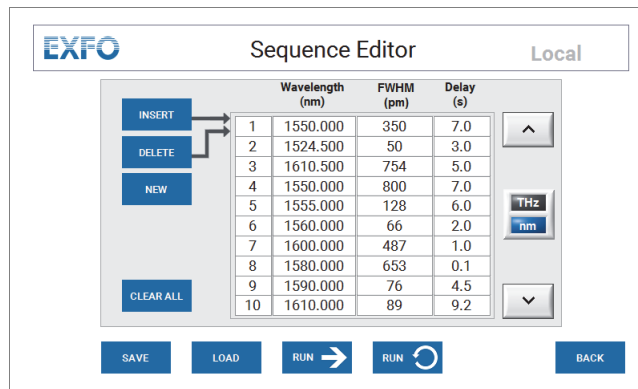 EXFO Sequence Editor Local
Wavelength (nm) FWHM (pm) Delay (s)
INSERT
DELETE
NEW
CLEAR ALL
1 1550.000 350 7.0
2 1524.500 50 3.0
3 1610.500 754 5.0
4 1550.000 800 7.0
5 1555.000 128 6.0
6 1560.000 66 2.0
7 1600.000 487 1.0
8 1580.000 653 0.1
9 1590.000 76 4.5
10 1610.000 89 9.2
THz
nm
SAVE LOAD RUN RUN BACK